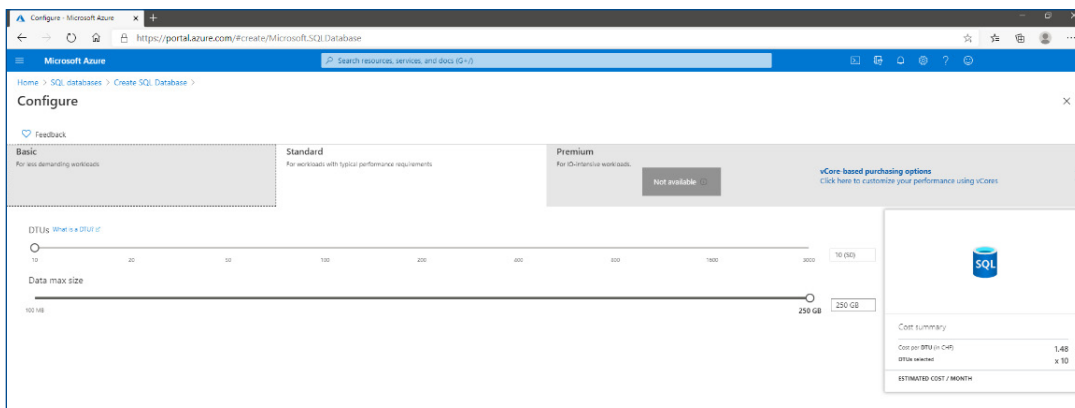 Configure - Microsoft Azure
https://portal.azure.com/#create/Microsoft.SQLDatabase
Microsoft Azure
Search resources, services, and docs (G+/)
Home > SQL databases > Create SQL Database >
Configure
Feedback
Basic
For less demanding workloads
Standard
For workloads with typical performance requirements
Premium
For IO-intensive workloads.
Not available
vCore-based purchasing options
Click here to customize your performance using vCores
DTUs What is a DTU?
10 20 50 100 200 400 800 1600 3000
10 (S0)
Data max size
100 MB
250 GB
250 GB
SQL
Cost summary
Cost per DTU (in CHF) 1.48
DTUs selected x 10
ESTIMATED COST / MONTH